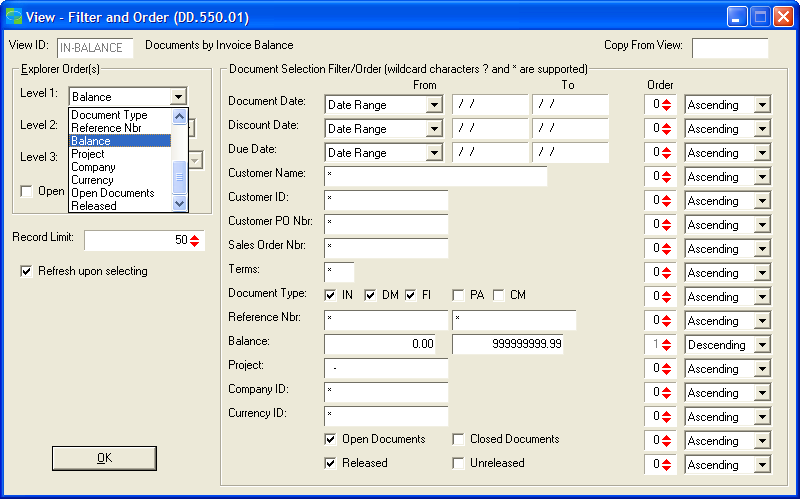 View - Filter and Order (DD.550.01)
View ID: IN-BALANCE Documents by Invoice Balance Copy From View:
Explorer Order(s)
Level 1: Balance
Document Type
Reference Nbr
Balance
Project
Company
Currency
Open Documents
Released
Level 2:
Level 3:
Open
Record Limit: 50
Refresh upon selecting
OK
Document Selection Filter/Order (wildcard characters ? and * are supported)
From To Order
Document Date: Date Range / / / / 0 Ascending
Discount Date: Date Range / / / / 0 Ascending
Due Date: Date Range / / / / 0 Ascending
Customer Name: * 0 Ascending
Customer ID: * 0 Ascending
Customer PO Nbr: * 0 Ascending
Sales Order Nbr: * 0 Ascending
Terms: * 0 Ascending
Document Type: IN DM FI PA CM 0 Ascending
Reference Nbr: * * 0 Ascending
Balance: 0.00 999999999.99 1 Descending
Project: - 0 Ascending
Company ID: * 0 Ascending
Currency ID: * 0 Ascending
Open Documents Closed Documents 0 Ascending
Released Unreleased 0 Ascending